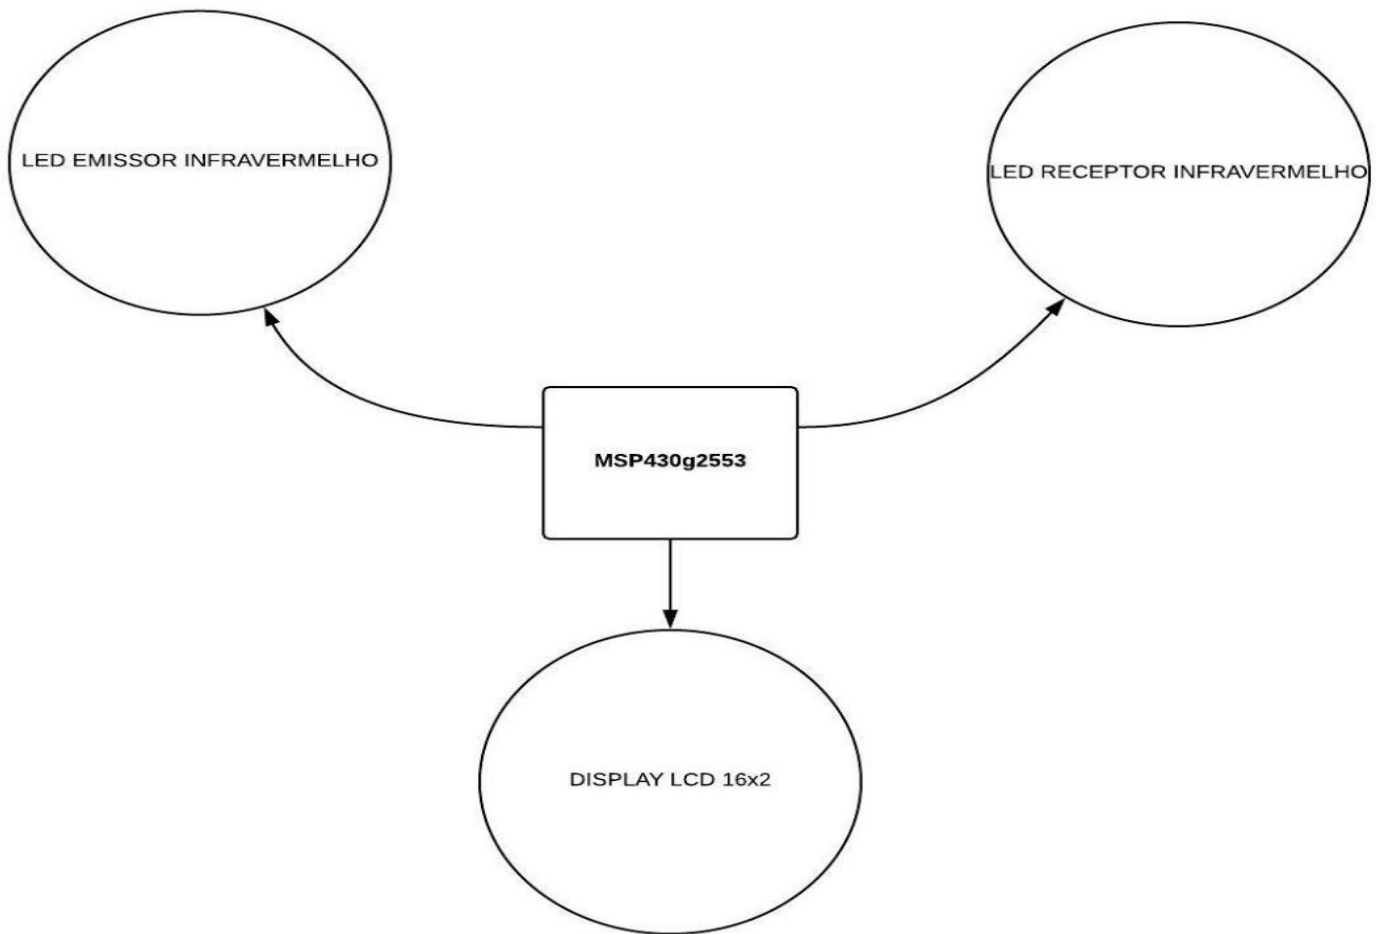 LED EMISSOR INFRAVERMELHO
LED RECEPTOR INFRAVERMELHO
MSP430g2553
DISPLAY LCD 16x2